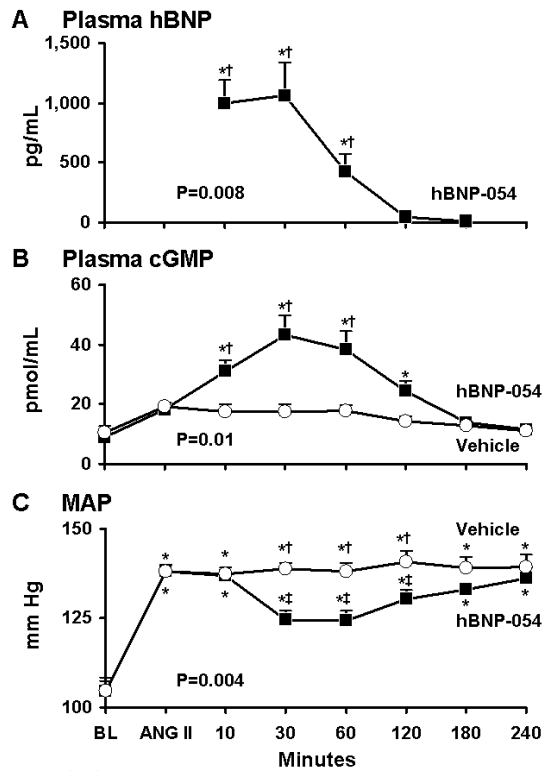 A Plasma hBNP
1,500
1,000
500
0
pg/mL
*† *† *†
P=0.008
hBNP-054
B Plasma cGMP
60
40
20
0
pmol/mL
*† *† *† *
hBNP-054
P=0.01
Vehicle
C MAP
150
125
100
mm Hg
Vehicle
* * *† *† *† * *
* * *‡ *‡ *‡ * *
hBNP-054
P=0.004
BL ANG II 10 30 60 120 180 240
Minutes